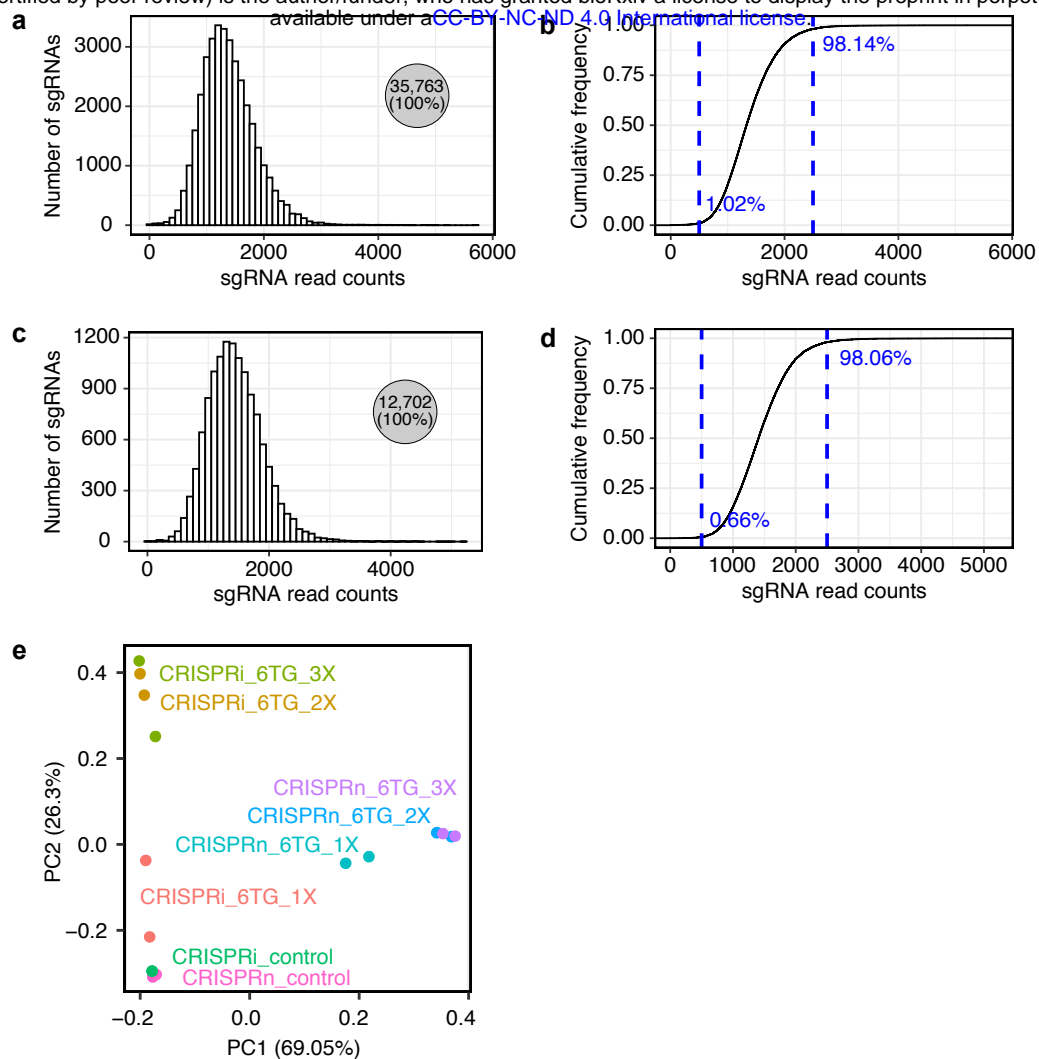 certified by peer review) is the author/funder, who has granted bioRxiv a license to display the preprint in perpet
available under aCC-BY-NC-ND 4.0 International license.
a
Number of sgRNAs
3000
2000
1000
0
35,763
(100%)
0 2000 4000 6000
sgRNA read counts
b
Cumulative frequency
1.00
0.75
0.50
0.25
0.00
98.14%
1.02%
0 2000 4000 6000
sgRNA read counts
c
Number of sgRNAs
1200
900
600
300
0
12,702
(100%)
0 2000 4000
sgRNA read counts
d
Cumulative frequency
1.00
0.75
0.50
0.25
0.00
98.06%
0.66%
0 1000 2000 3000 4000 5000
sgRNA read counts
e
PC2 (26.3%)
0.4
0.2
0.0
−0.2
CRISPRi_6TG_3X
CRISPRi_6TG_2X
CRISPRn_6TG_3X
CRISPRn_6TG_2X
CRISPRn_6TG_1X
CRISPRi_6TG_1X
CRISPRi_control
CRISPRn_control
−0.2 0.0 0.2 0.4
PC1 (69.05%)